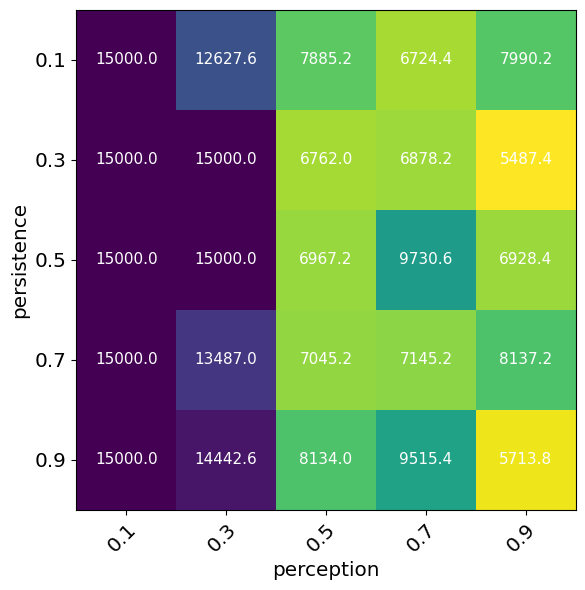 0.1 15000.0 12627.6 7885.2 6724.4 7990.2
0.3 15000.0 15000.0 6762.0 6878.2 5487.4
0.5 15000.0 15000.0 6967.2 9730.6 6928.4
0.7 15000.0 13487.0 7045.2 7145.2 8137.2
0.9 15000.0 14442.6 8134.0 9515.4 5713.8
persistence
0.1 0.3 0.5 0.7 0.9
perception